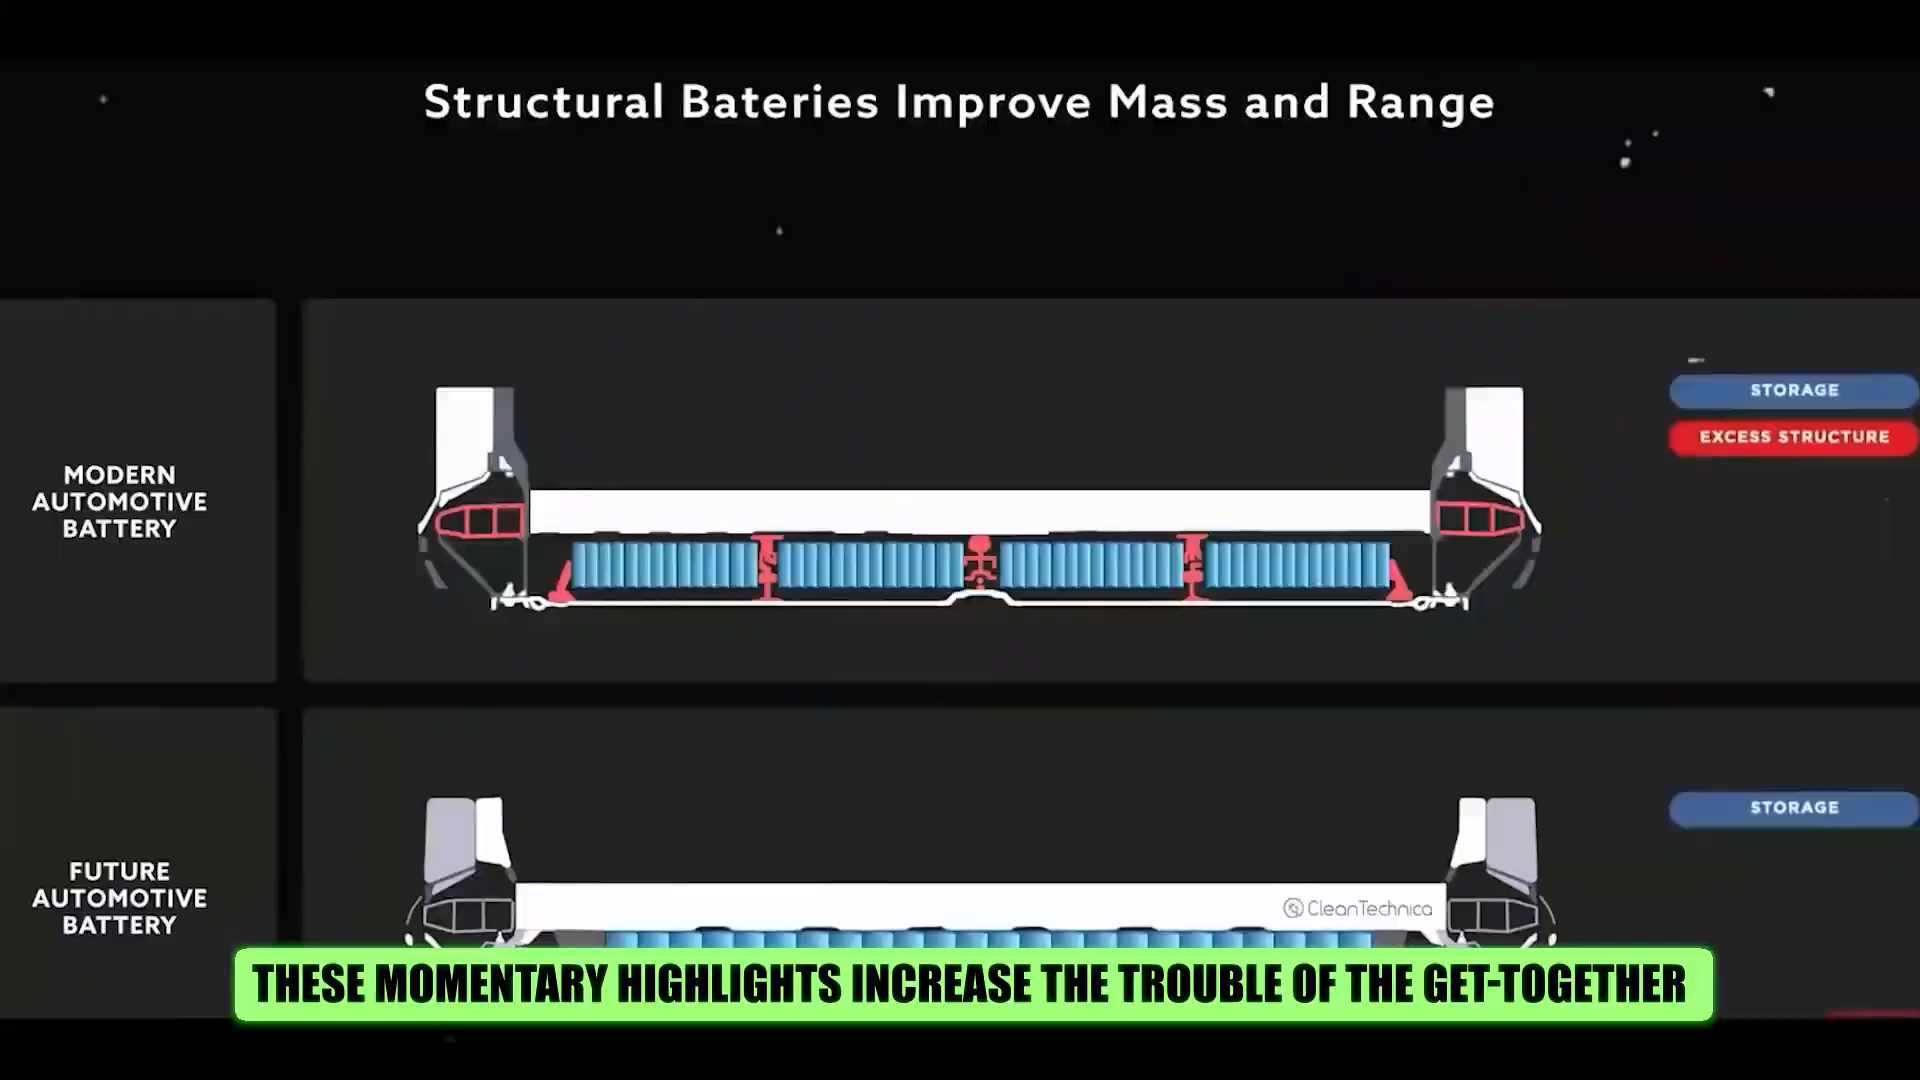 Structural Bateries Improve Mass and Range
STORAGE
EXCESS STRUCTURE
MODERN
AUTOMOTIVE
BATTERY
STORAGE
FUTURE
AUTOMOTIVE
BATTERY
CleanTechnica
THESE MOMENTARY HIGHLIGHTS INCREASE THE TROUBLE OF THE GET-TOGETHER